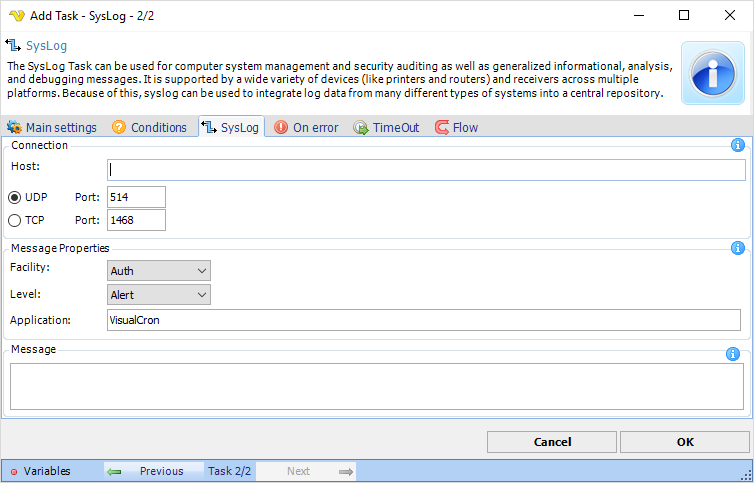 Add Task - SysLog - 2/2
SysLog
The SysLog Task can be used for computer system management and security auditing as well as generalized informational, analysis,
and debugging messages. It is supported by a wide variety of devices (like printers and routers) and receivers across multiple
platforms. Because of this, syslog can be used to integrate log data from many different types of systems into a central repository.
Main settings Conditions SysLog On error TimeOut Flow
Connection
Host:
UDP Port: 514
TCP Port: 1468
Message Properties
Facility: Auth
Level: Alert
Application: VisualCron
Message
Cancel OK
Variables Previous Task 2/2 Next